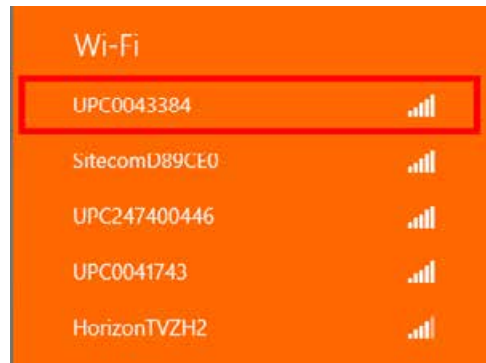 Wi-Fi
UPC0043384
SitecomD89CE0
UPC247400446
UPC0041743
HorizonTVZH2